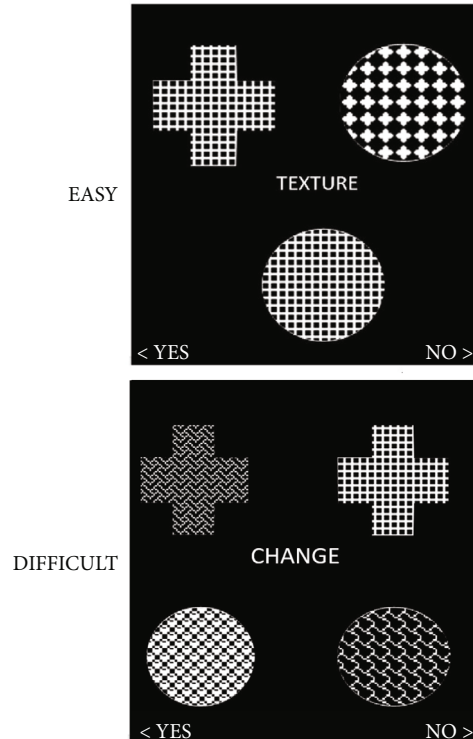 EASY
TEXTURE
< YES NO >
DIFFICULT
CHANGE
< YES NO >